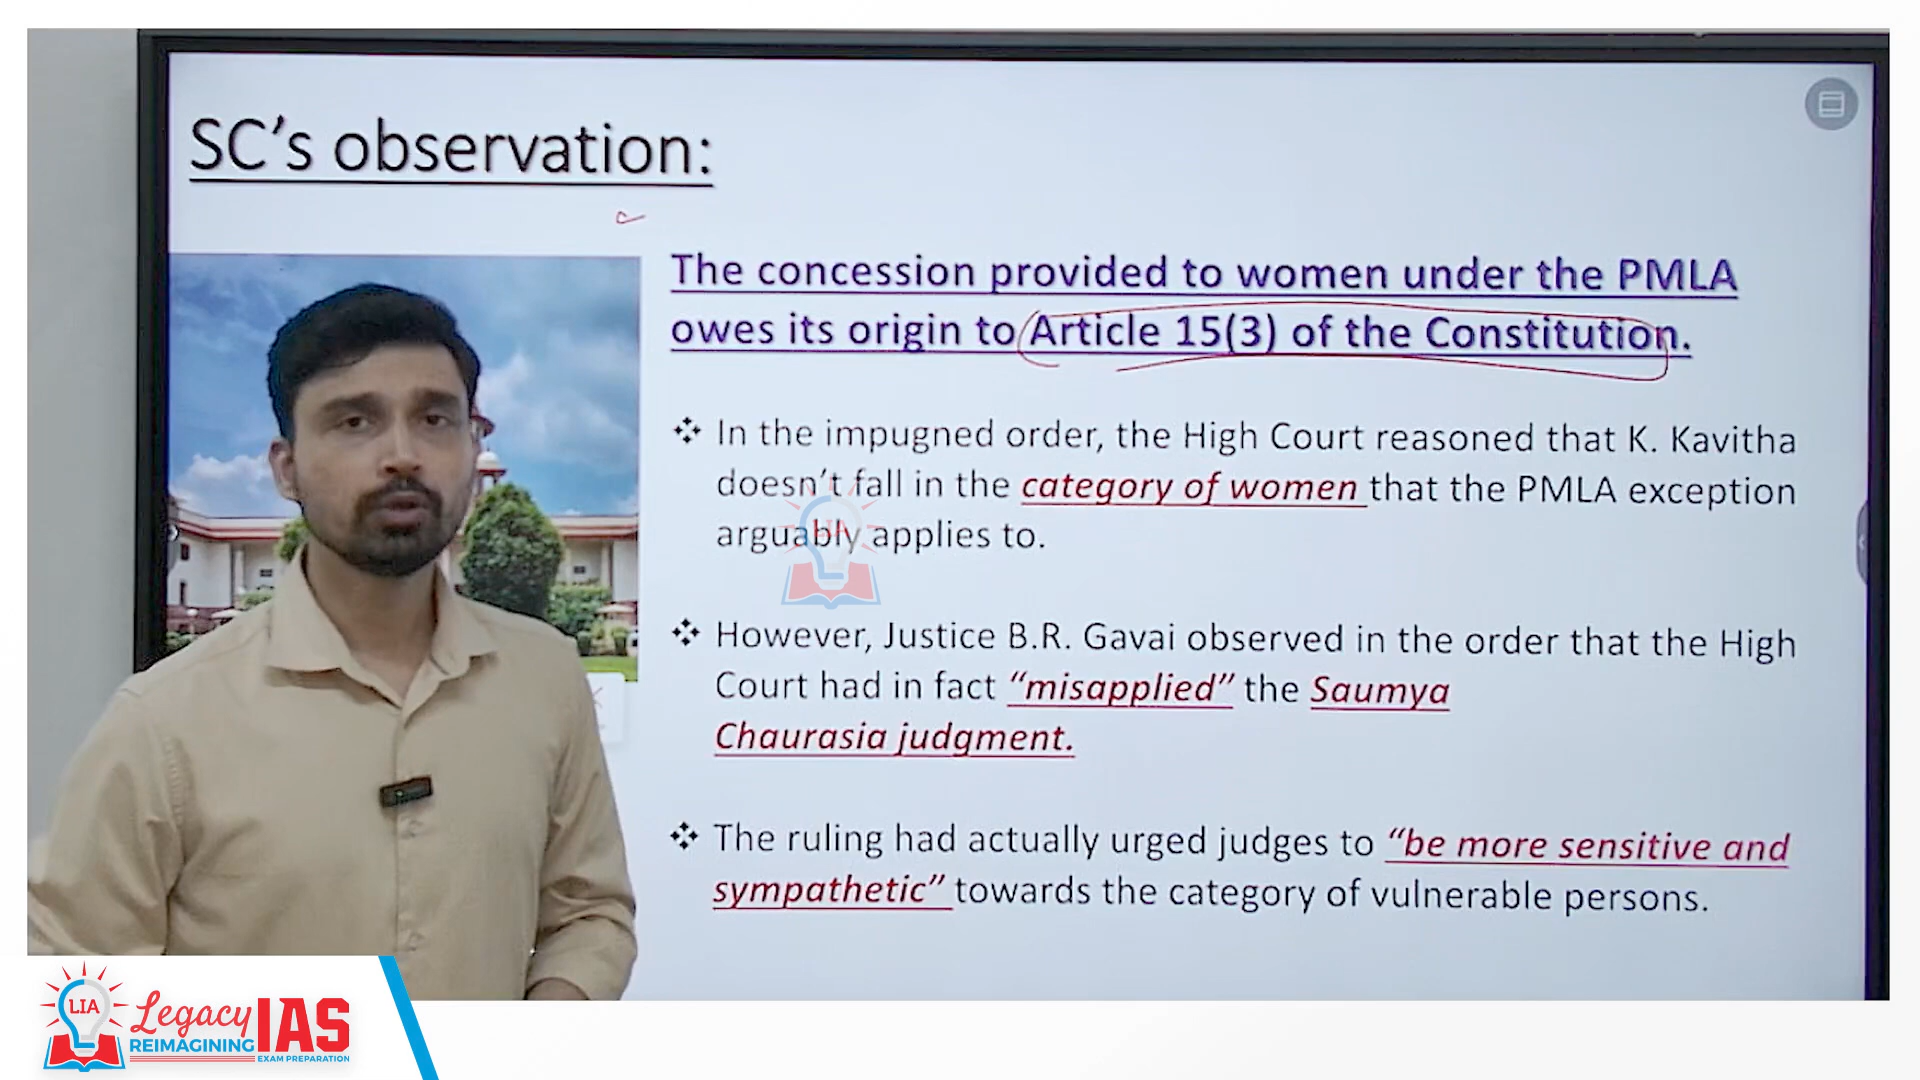 SC's observation:
The concession provided to women under the PMLA
owes its origin to Article 15(3) of the Constitution.
❖ In the impugned order, the High Court reasoned that K. Kavitha
doesn't fall in the category of women that the PMLA exception
arguably applies to.
❖ However, Justice B.R. Gavai observed in the order that the High
Court had in fact "misapplied" the Saumya
Chaurasia judgment.
❖ The ruling had actually urged judges to "be more sensitive and
sympathetic" towards the category of vulnerable persons.
LIA
LIA
Legacy IAS
REIMAGINING
EXAM PREPARATION